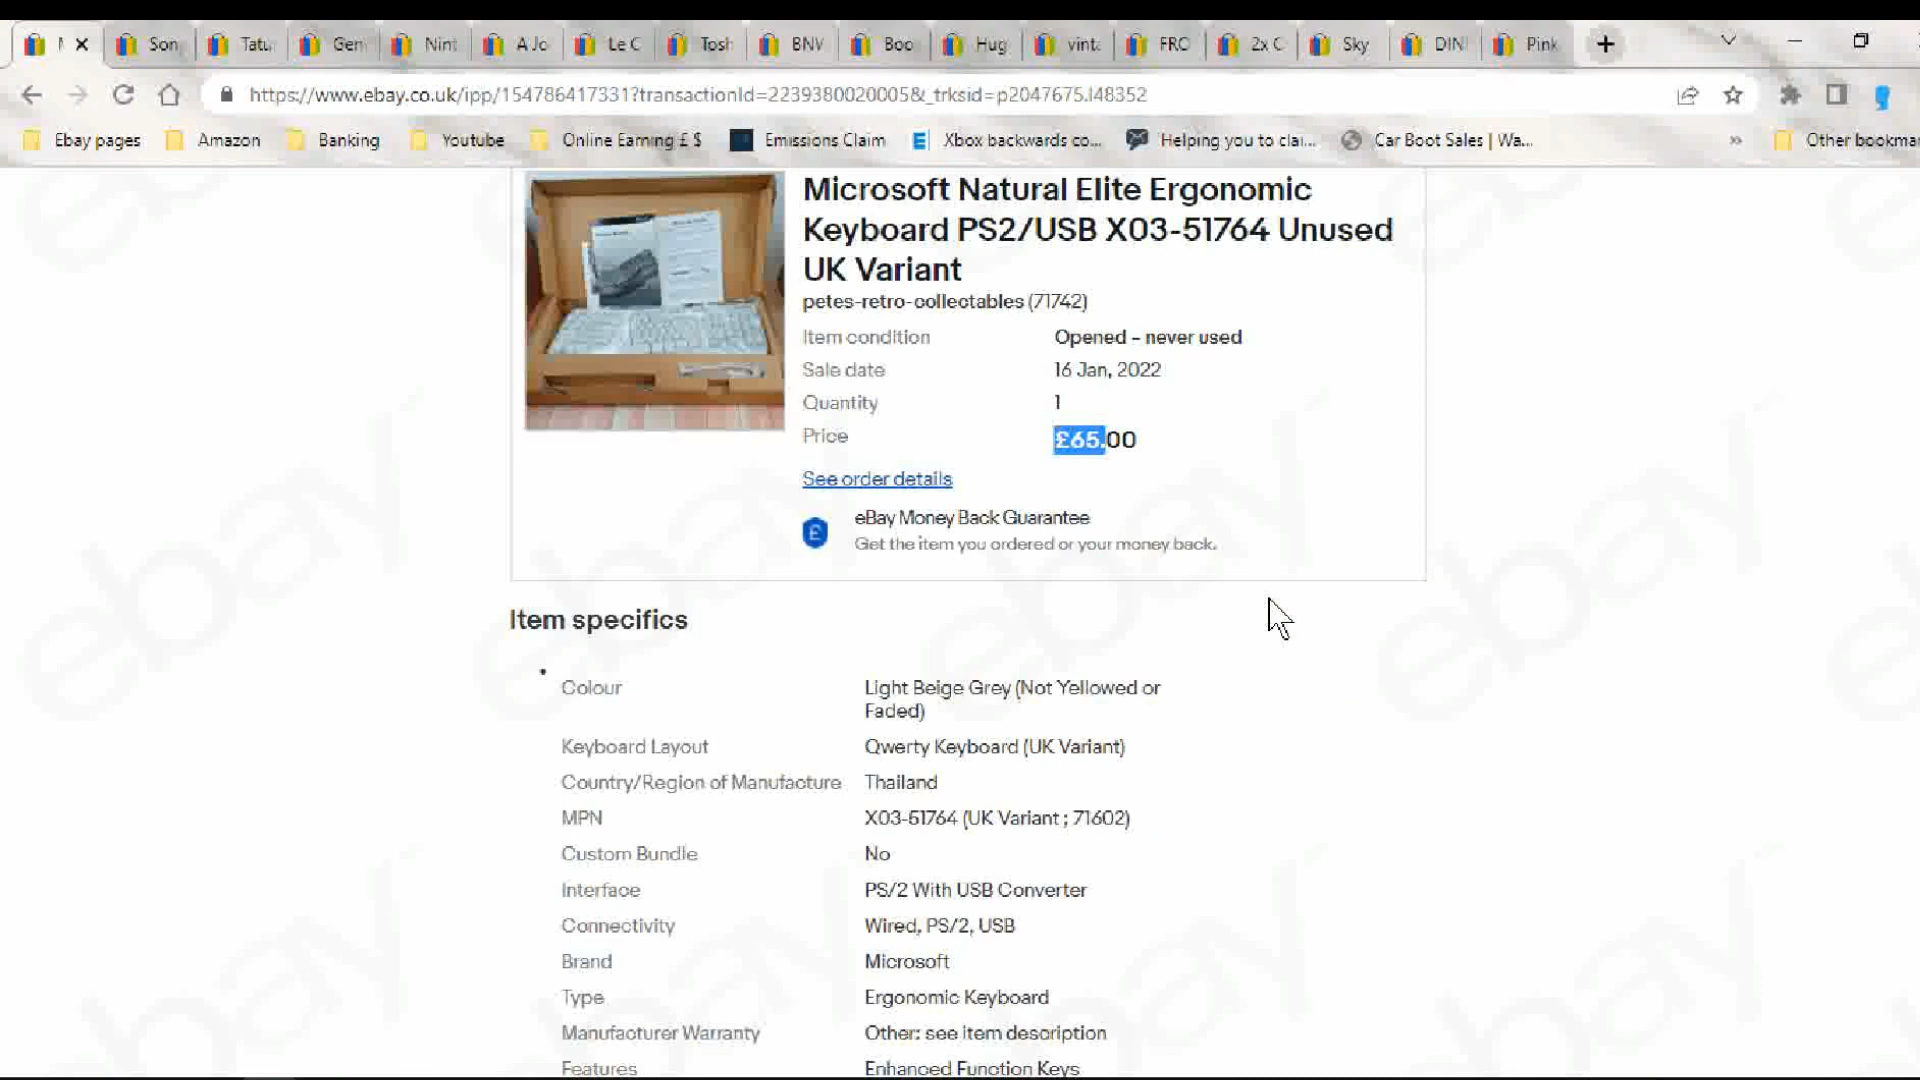 Son
Tatu
Gen
Nint
A Jo
Le C
Tosh
BNV
Boo
Hug
vint
FRO
2x C
Sky
DIN
Pink
https://www.ebay.co.uk/ipp/154786417331?transactionId=2239380020005&_trksid=p2047675.l48352
Ebay pages
Amazon
Banking
Youtube
Online Earning £ $
Emissions Claim
Xbox backwards co...
Helping you to clai...
Car Boot Sales | Wa...
»
Other bookma
Microsoft Natural Elite Ergonomic
Keyboard PS2/USB X03-51764 Unused
UK Variant
petes-retro-collectables (71742)
Item condition Opened – never used
Sale date 16 Jan, 2022
Quantity 1
Price £65.00
See order details
eBay Money Back Guarantee
Get the item you ordered or your money back.
Item specifics
Colour Light Beige Grey (Not Yellowed or
Faded)
Keyboard Layout Qwerty Keyboard (UK Variant)
Country/Region of Manufacture Thailand
MPN X03-51764 (UK Variant ; 71602)
Custom Bundle No
Interface PS/2 With USB Converter
Connectivity Wired, PS/2, USB
Brand Microsoft
Type Ergonomic Keyboard
Manufacturer Warranty Other: see item description
Features Enhanced Function Keys
ebay